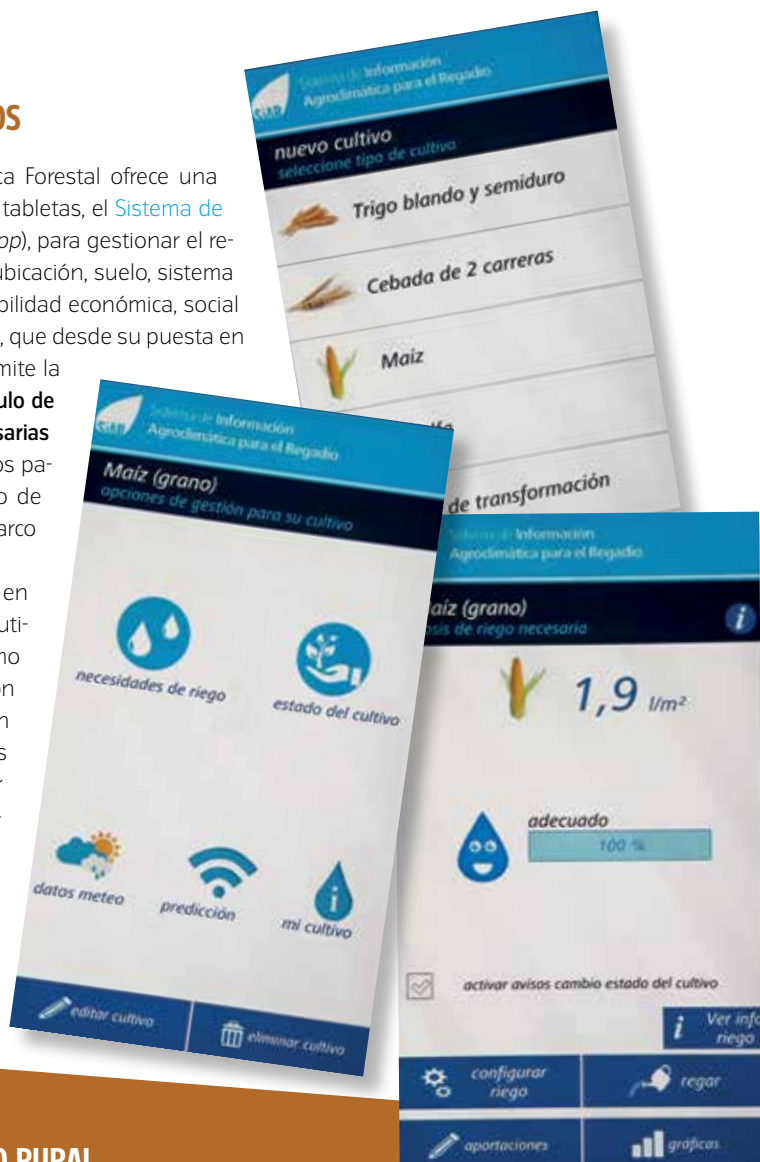 OS
ca Forestal ofrece una
tabletas, el Sistema de
pp), para gestionar el re-
ubicación, suelo, sistema
bilidad económica, social
, que desde su puesta en
mite la
ulo de
sarias
os pa-
o de
arco
en
uti-
mo
ón
n
s
r
SiAR
Sistema de Información
Agroclimática para el Regadío
nuevo cultivo
seleccione tipo de cultivo
Trigo blando y semiduro
Cebada de 2 carreras
Maíz
de transformación
SiAR
Sistema de Información
Agroclimática para el Regadío
Maíz (grano)
opciones de gestión para su cultivo
necesidades de riego
estado del cultivo
datos meteo
predicción
mi cultivo
editar cultivo
eliminar cultivo
Sistema de Información
Agroclimática para el Regadío
aíz (grano)
osis de riego necesaria
i
1,9 l/m²
adecuado
100 %
activar avisos cambio estado del cultivo
i Ver info
riego
configurar
riego
regar
aportaciones
gráficas
O RURAL